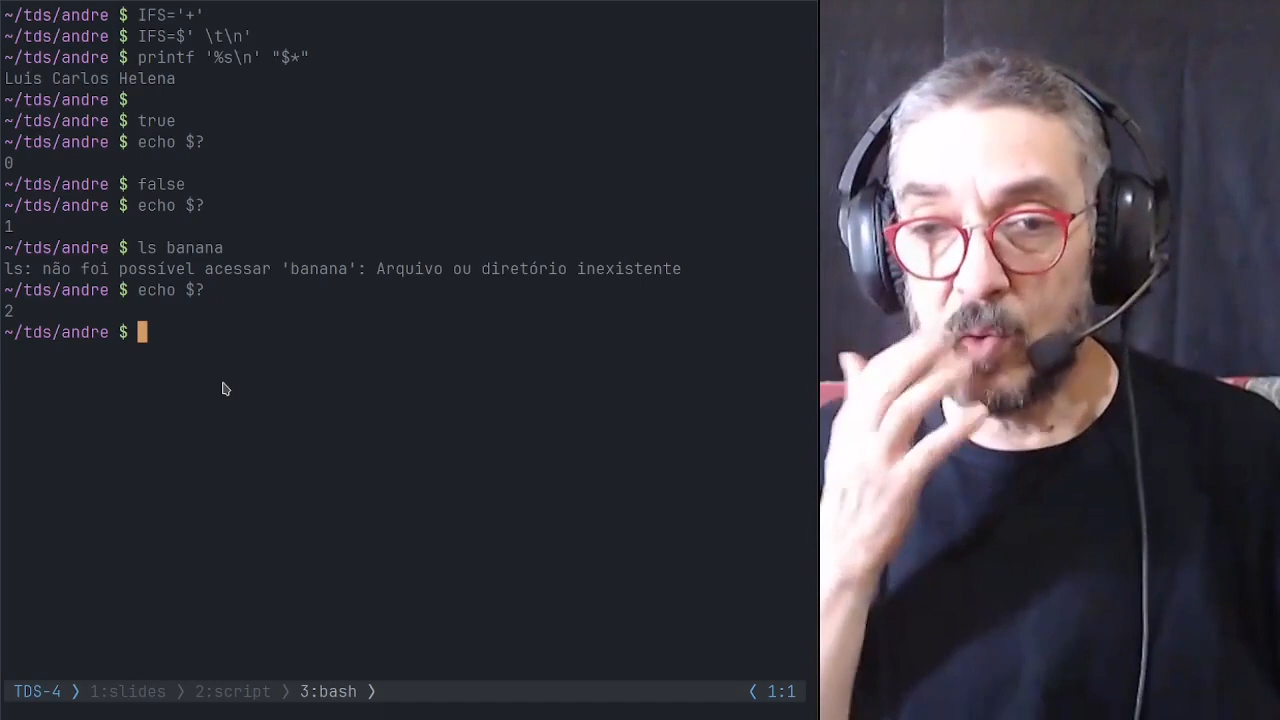 ~/tds/andre $ IFS='+'
~/tds/andre $ IFS=$' \t\n'
~/tds/andre $ printf '%s\n' "$*"
Luis Carlos Helena
~/tds/andre $
~/tds/andre $ true
~/tds/andre $ echo $?
0
~/tds/andre $ false
~/tds/andre $ echo $?
1
~/tds/andre $ ls banana
ls: não foi possível acessar 'banana': Arquivo ou diretório inexistente
~/tds/andre $ echo $?
2
~/tds/andre $
TDS-4 ❭ 1:slides ❭ 2:script ❭ 3:bash ❭ ❬ 1:1